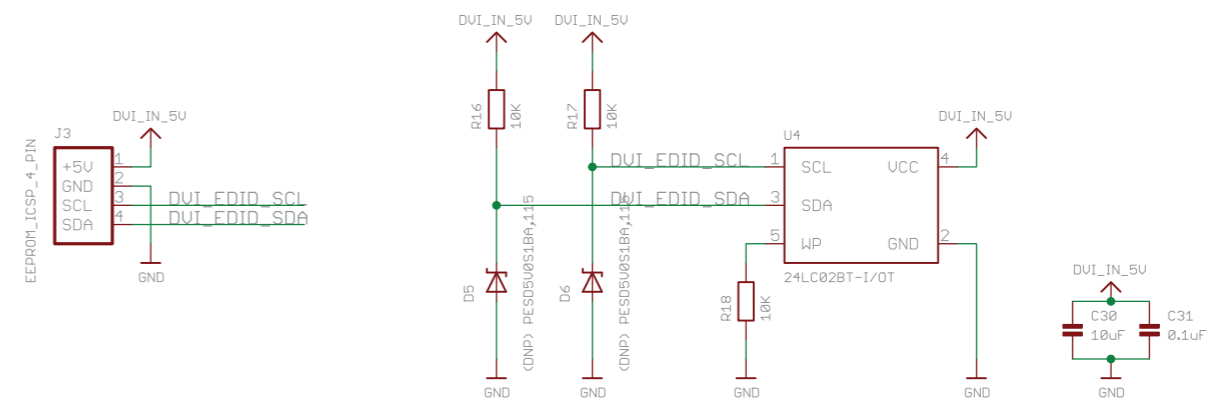 DVI_IN_5V
J3
EEPROM_ICSP_4_PIN
+5V 1
GND 2
SCL 3 DVI_EDID_SCL
SDA 4 DVI_EDID_SDA
GND
DVI_IN_5V DVI_IN_5V
R16 10K
R17 10K
DVI_EDID_SCL
DVI_EDID_SDA
D5 (DNP) PESD5V0S1BA,115
D6 (DNP) PESD5V0S1BA,115
GND GND
U4
DVI_IN_5V
1 SCL VCC 4
3 SDA
5 WP GND 2
24LC02BT-I/OT
R18 10K
GND GND
DVI_IN_5V
C30 C31
10uF 0.1uF
GND